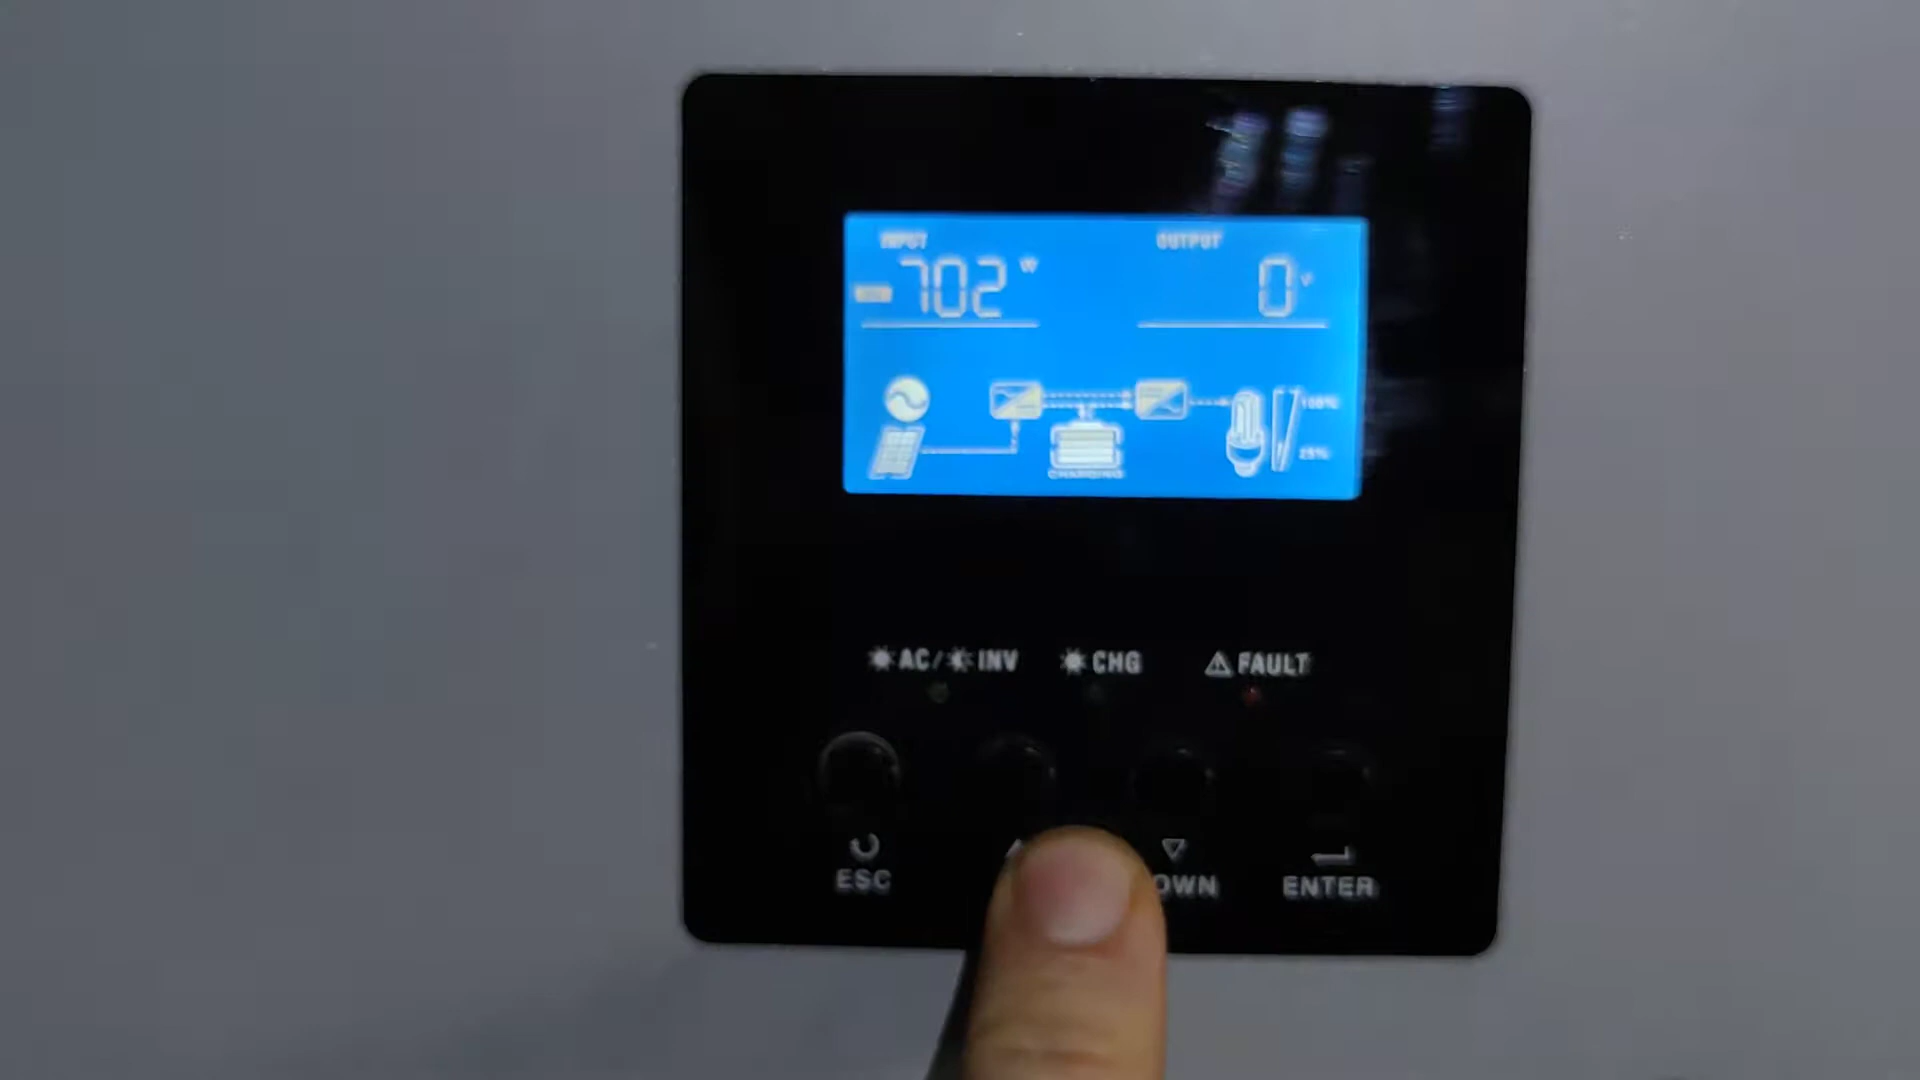 INPUT OUTPUT
702 W 0 V
100%
25%
CHARGING
AC/ INV CHG FAULT
ESC OWN ENTER